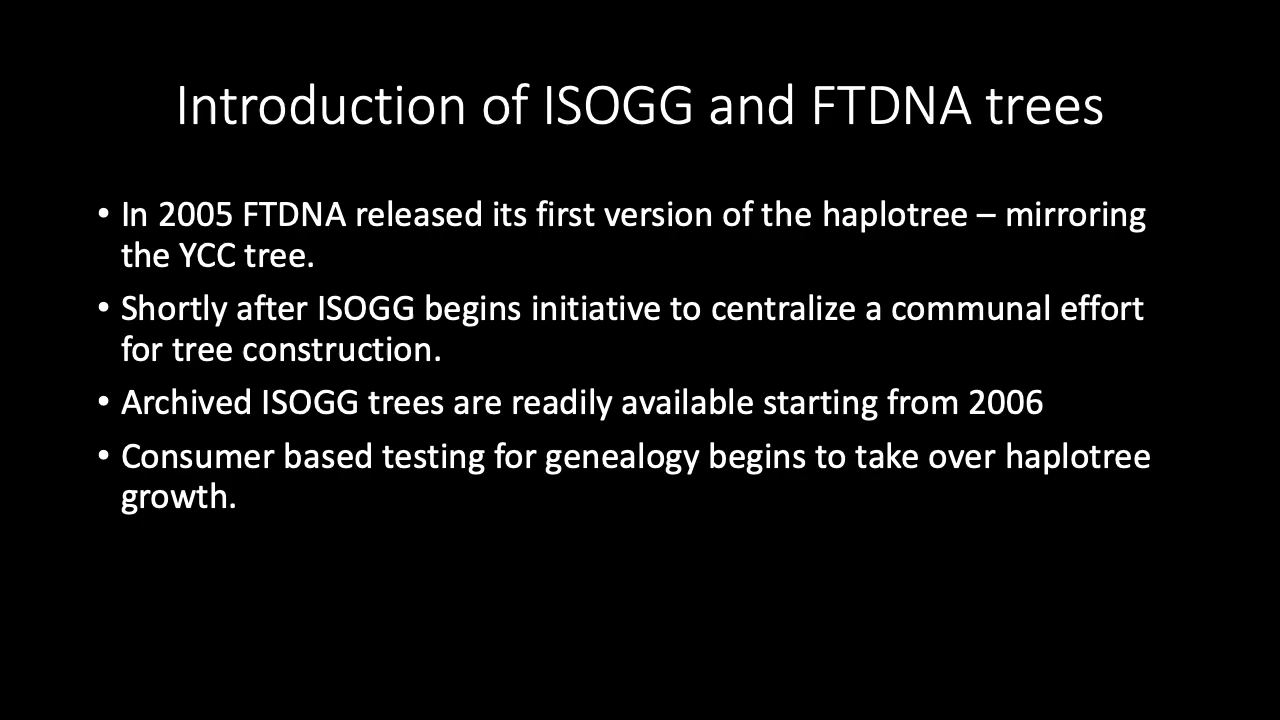 Introduction of ISOGG and FTDNA trees
• In 2005 FTDNA released its first version of the haplotree – mirroring
the YCC tree.
• Shortly after ISOGG begins initiative to centralize a communal effort
for tree construction.
• Archived ISOGG trees are readily available starting from 2006
• Consumer based testing for genealogy begins to take over haplotree
growth.